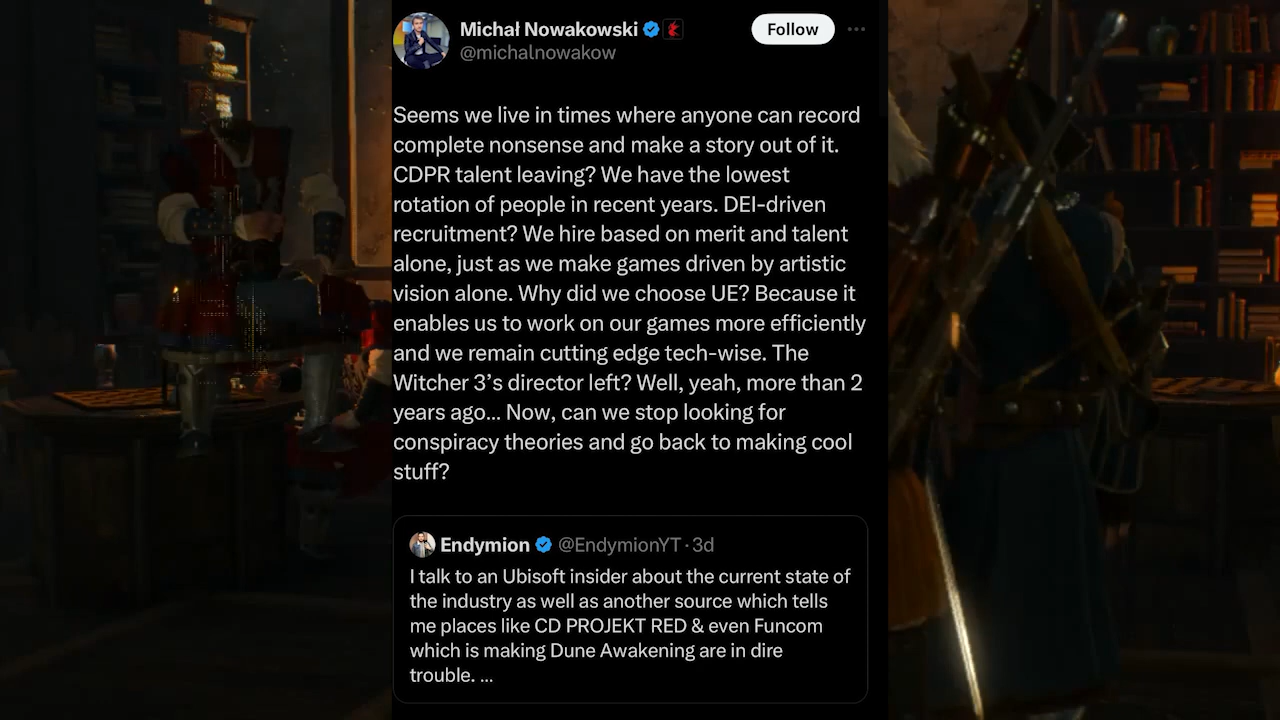 Michał Nowakowski
Follow
@michalnowakow
Seems we live in times where anyone can record
complete nonsense and make a story out of it.
CDPR talent leaving? We have the lowest
rotation of people in recent years. DEI-driven
recruitment? We hire based on merit and talent
alone, just as we make games driven by artistic
vision alone. Why did we choose UE? Because it
enables us to work on our games more efficiently
and we remain cutting edge tech-wise. The
Witcher 3’s director left? Well, yeah, more than 2
years ago... Now, can we stop looking for
conspiracy theories and go back to making cool
stuff?
Endymion @EndymionYT · 3d
I talk to an Ubisoft insider about the current state of
the industry as well as another source which tells
me places like CD PROJEKT RED & even Funcom
which is making Dune Awakening are in dire
trouble. ...